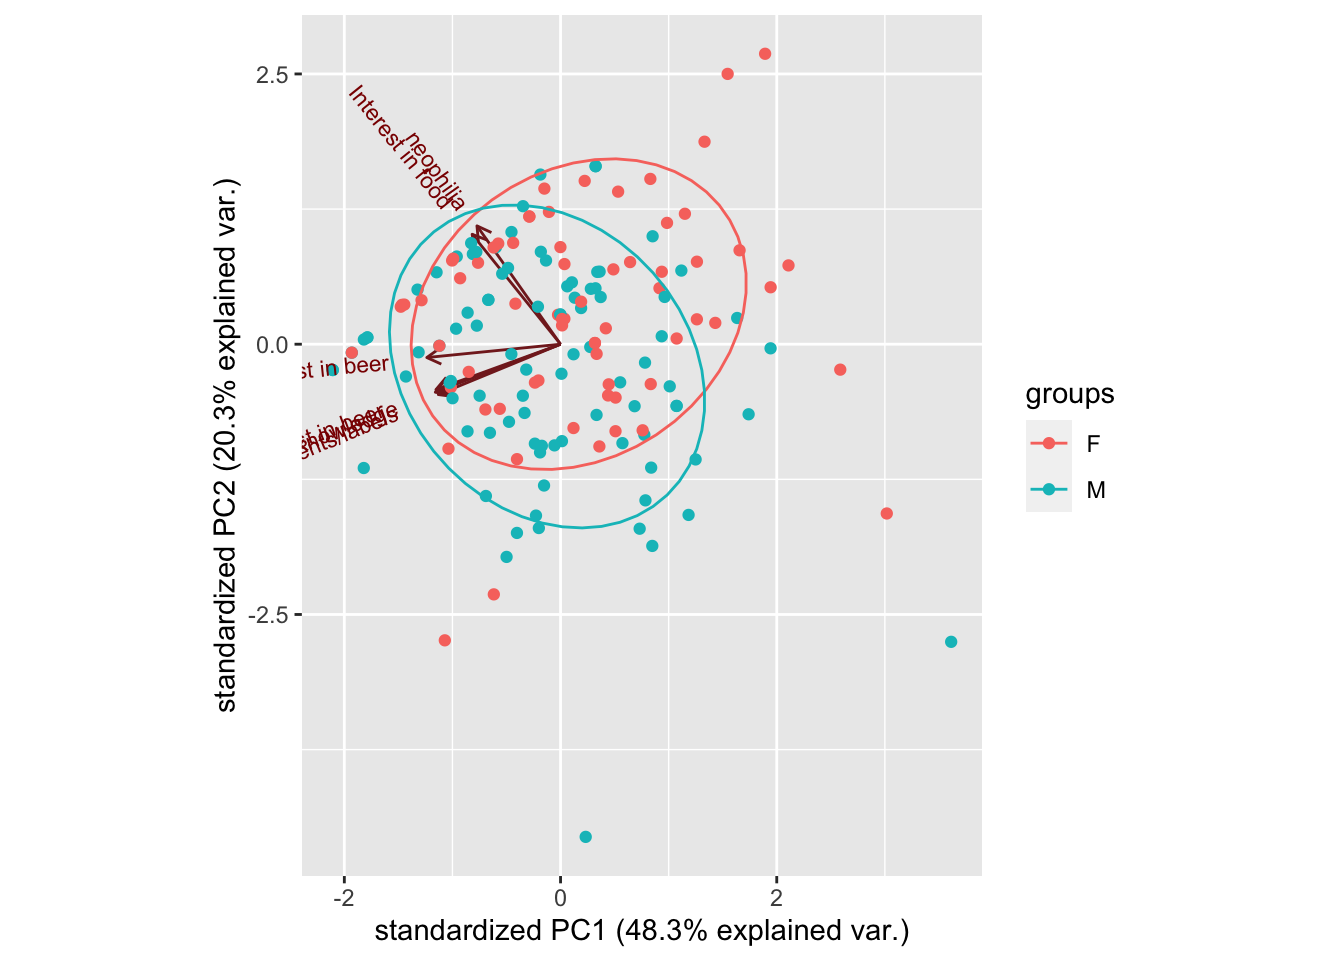 2.5
0.0
-2.5
standardized PC2 (20.3% explained var.)
Interest in food
neophilia
st in beer
-2
0
2
standardized PC1 (48.3% explained var.)
groups
F
M